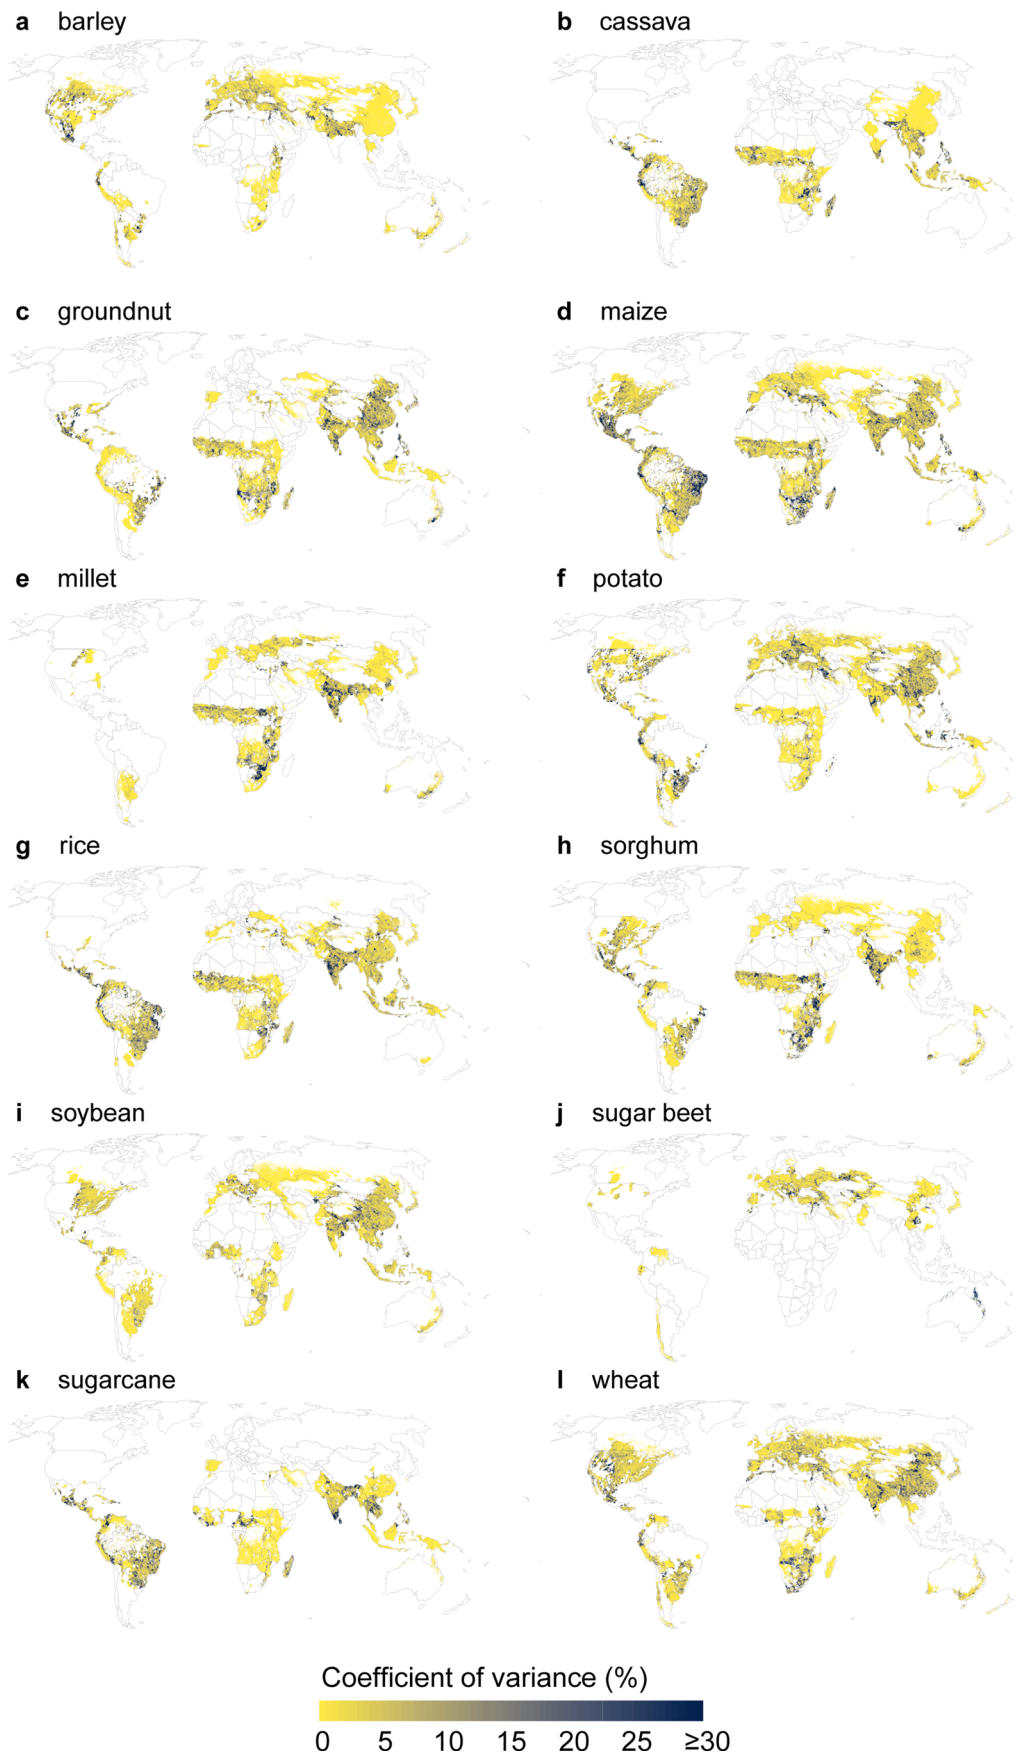 a barley
b cassava
c groundnut
d maize
e millet
f potato
g rice
h sorghum
i soybean
j sugar beet
k sugarcane
l wheat
Coefficient of variance (%)
0 5 10 15 20 25 ≥30